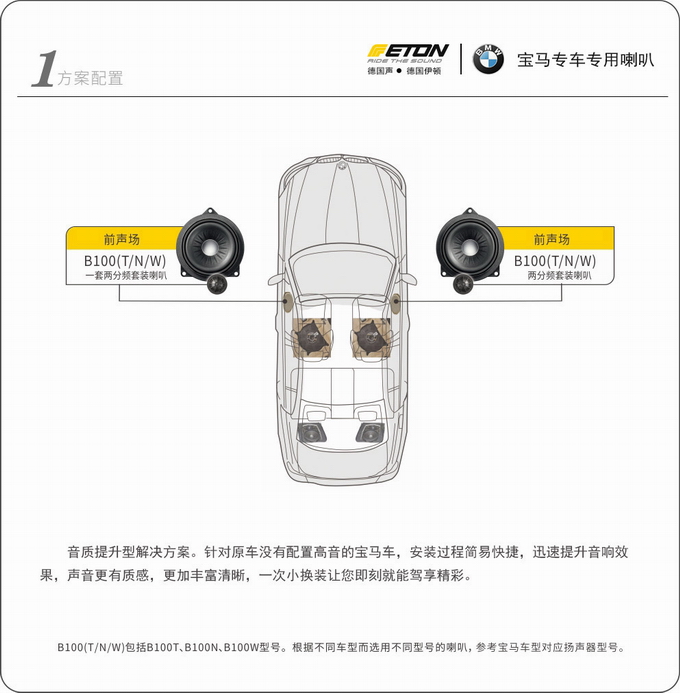 1方案配置
ETON
RIDE THE SOUND
德国声 • 德国伊顿
BMW
宝马专车专用喇叭
前声场
B100(T/N/W)
一套两分频套装喇叭
前声场
B100(T/N/W)
两分频套装喇叭
音质提升型解决方案。针对原车没有配置高音的宝马车，安装过程简易快捷，迅速提升音响效
果，声音更有质感，更加丰富清晰，一次小换装让您即刻就能驾享精彩。
B100(T/N/W)包括B100T、B100N、B100W型号。根据不同车型而选用不同型号的喇叭，参考宝马车型对应扬声器型号。